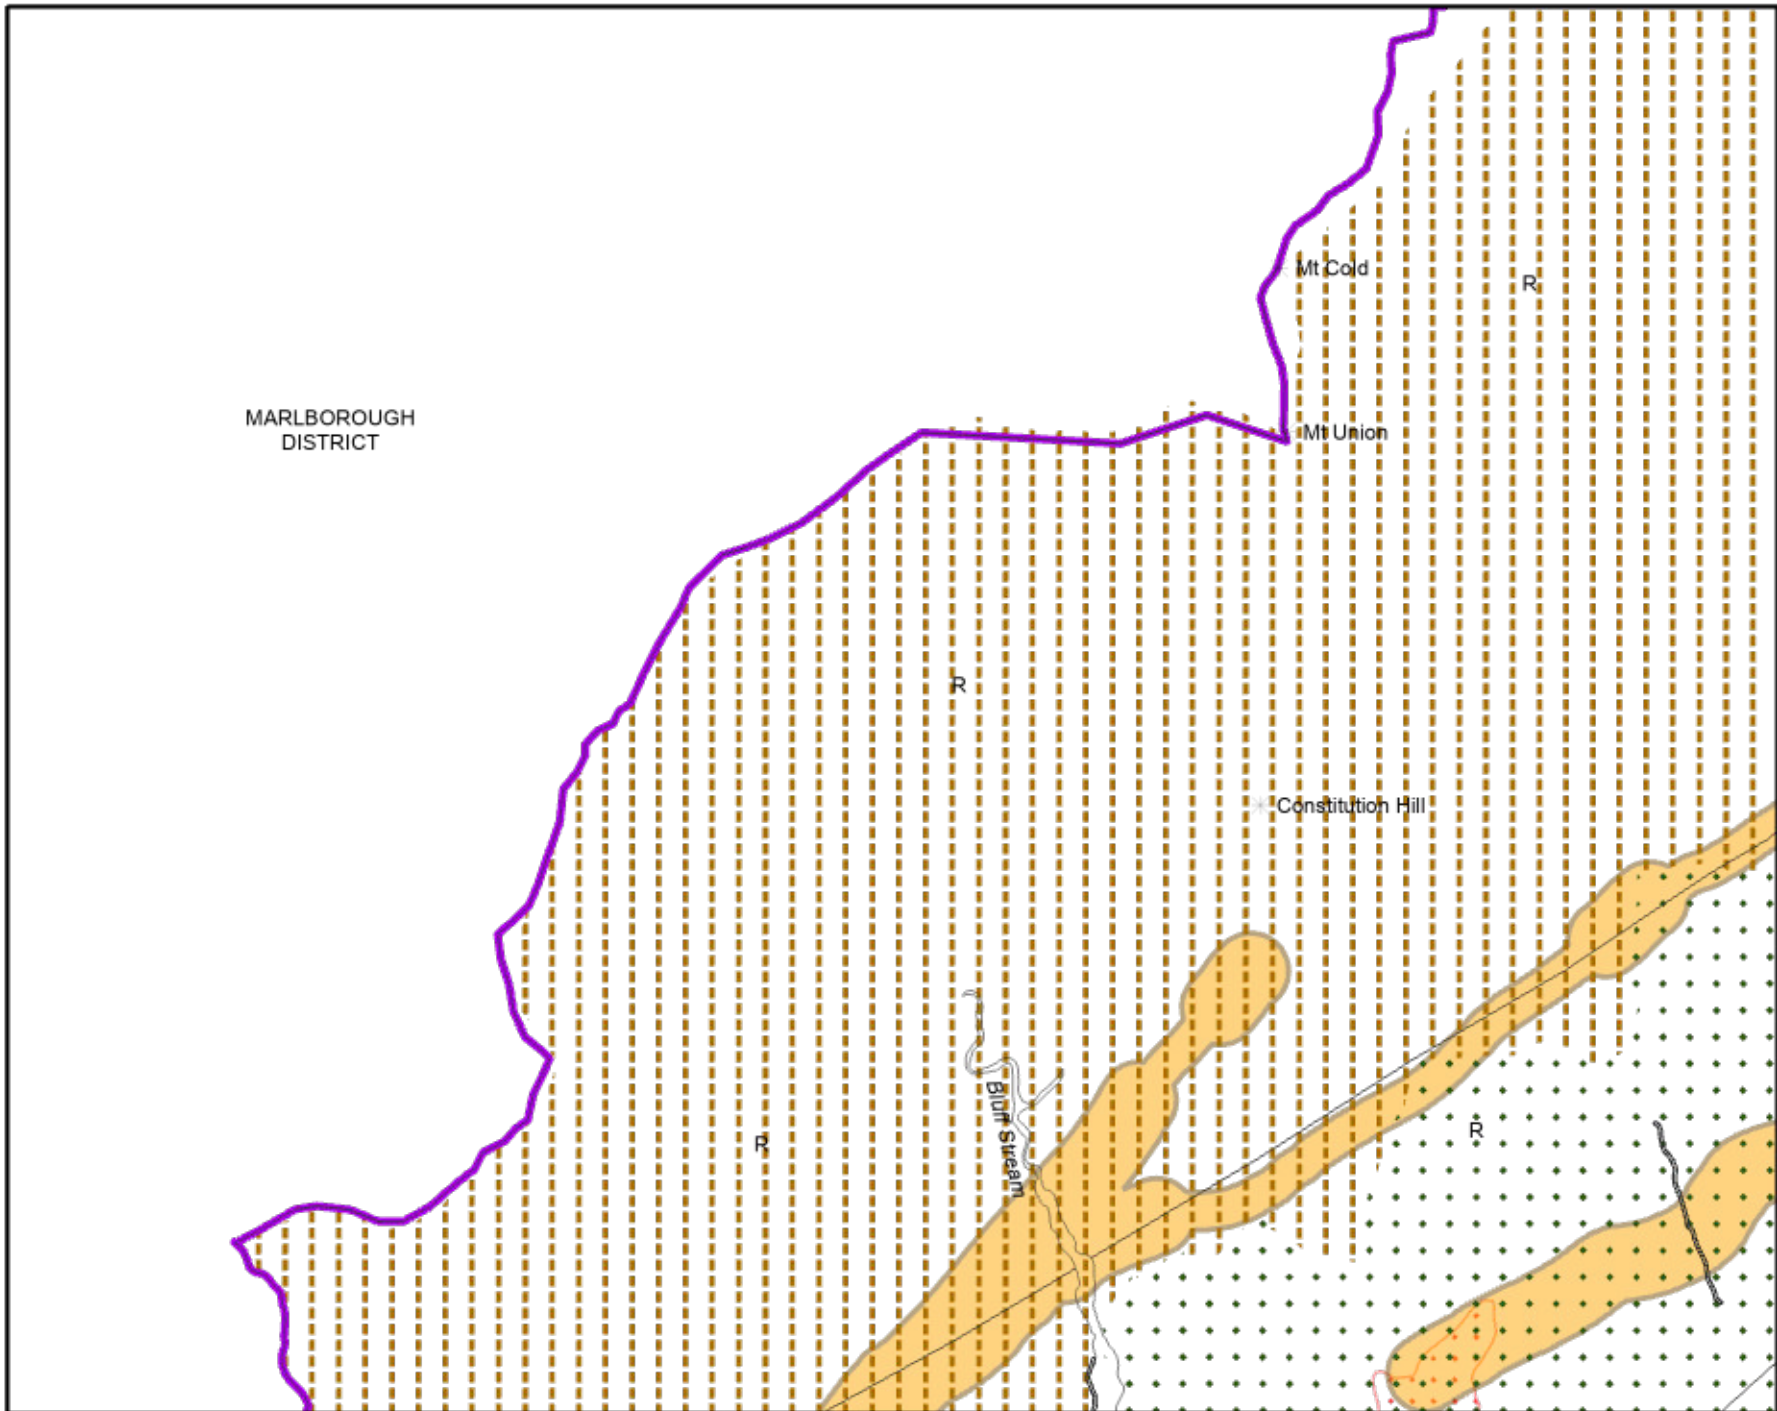 Mt Cold
R
MARLBOROUGH
DISTRICT
Mt Union
R
Constitution Hill
Bluff Stream
R
R